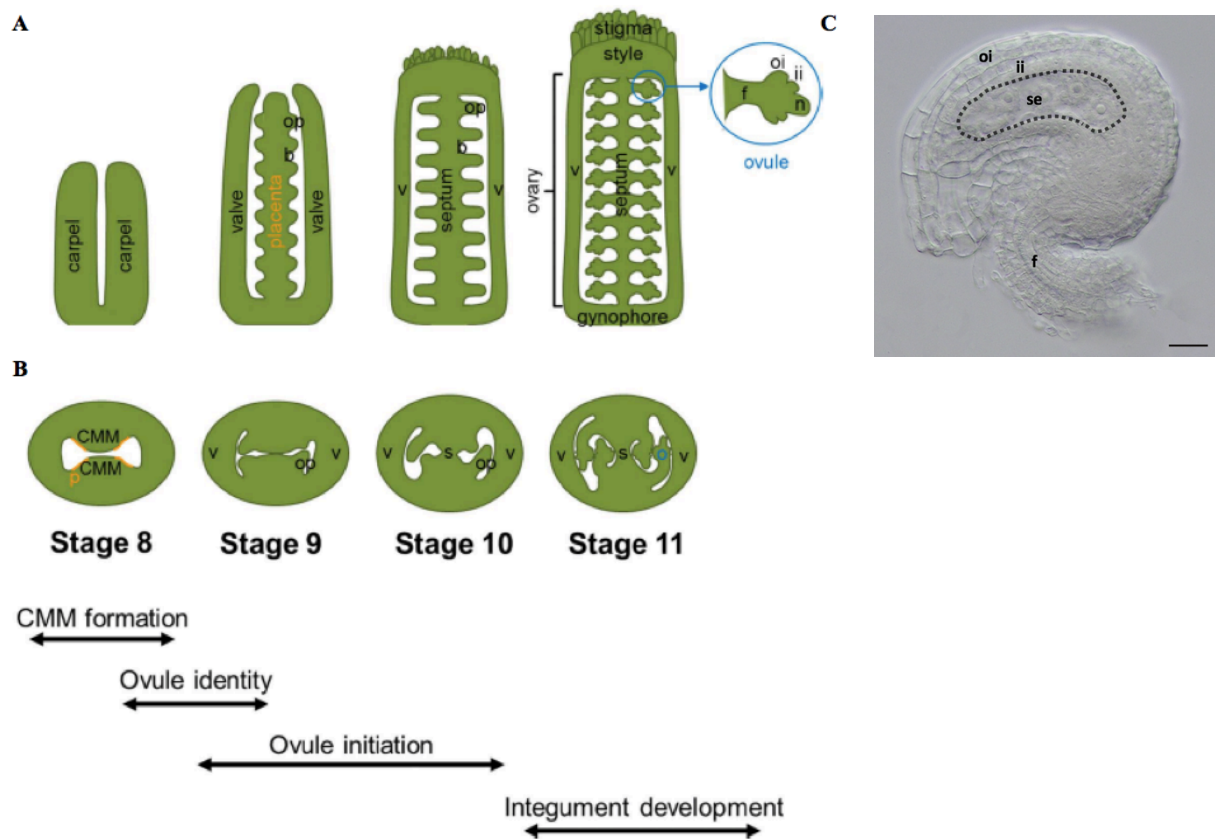 A
carpel
carpel
valve
placenta
valve
op
b
v
septum
v
op
b
ovary
stigma
style
v
septum
v
gynophore
oi
ii
f
n
ovule
C
oi
ii
se
f
B
CMM
CMM
p
v
op
v
v
s
op
v
v
s
o
v
Stage 8
Stage 9
Stage 10
Stage 11
CMM formation
Ovule identity
Ovule initiation
Integument development